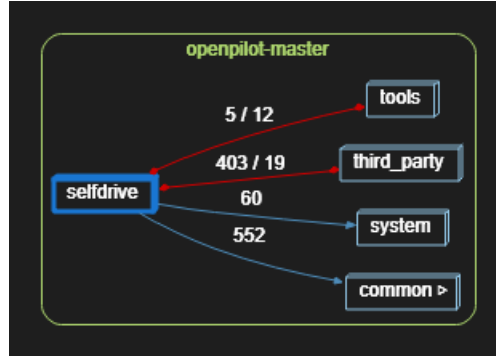 openpilot-master
tools
5 / 12
403 / 19
third_party
selfdrive
60
system
552
common